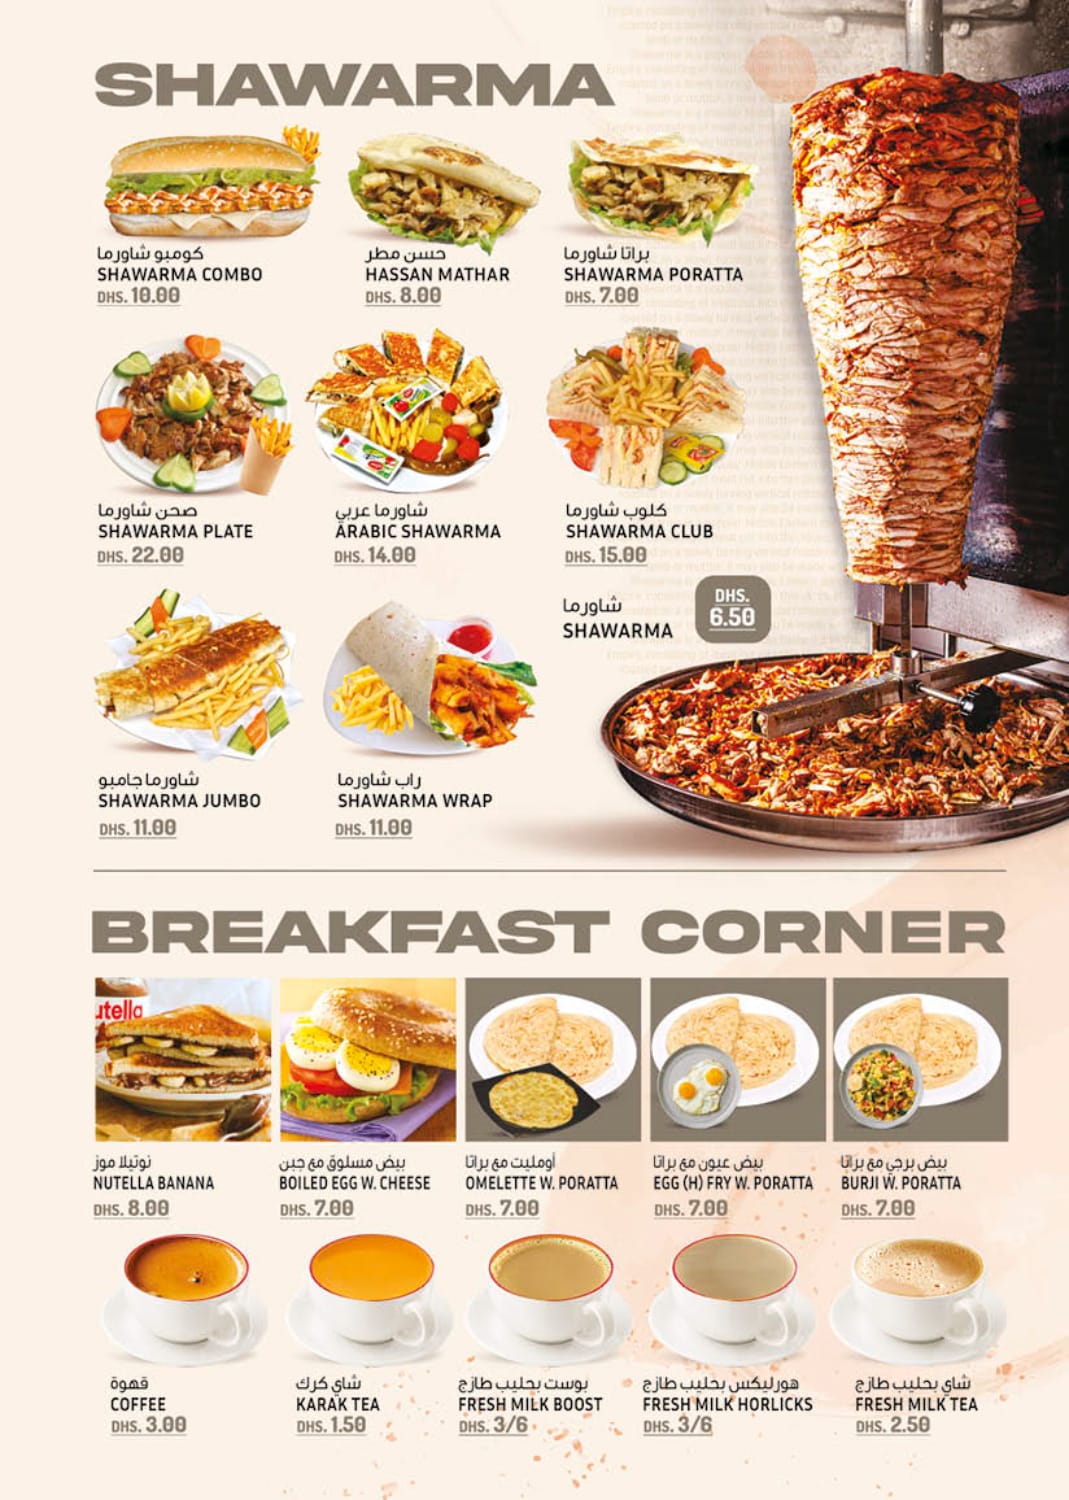 SHAWARMA
كومبو شاورما
SHAWARMA COMBO
DHS. 10.00
حسن مطر
HASSAN MATHAR
DHS. 8.00
براتا شاورما
SHAWARMA PORATTA
DHS. 7.00
صحن شاورما
SHAWARMA PLATE
DHS. 22.00
شاورما عربي
ARABIC SHAWARMA
DHS. 14.00
كلوب شاورما
SHAWARMA CLUB
DHS. 15.00
شاورما
SHAWARMA
DHS.
6.50
شاورما جامبو
SHAWARMA JUMBO
DHS. 11.00
راب شاورما
SHAWARMA WRAP
DHS. 11.00
BREAKFAST CORNER
utella
نوتيلا موز
NUTELLA BANANA
DHS. 8.00
بيض مسلوق مع جبن
BOILED EGG W. CHEESE
DHS. 7.00
أومليت مع براتا
OMELETTE W. PORATTA
DHS. 7.00
بيض عيون مع براتا
EGG (H) FRY W. PORATTA
DHS. 7.00
بيض برجي مع براتا
BURJI W. PORATTA
DHS. 7.00
قهوة
COFFEE
DHS. 3.00
شاي كرك
KARAK TEA
DHS. 1.50
بوست بحليب طازج
FRESH MILK BOOST
DHS. 3/6
هورليكس بحليب طازج
FRESH MILK HORLICKS
DHS. 3/6
شاي بحليب طازج
FRESH MILK TEA
DHS. 2.50